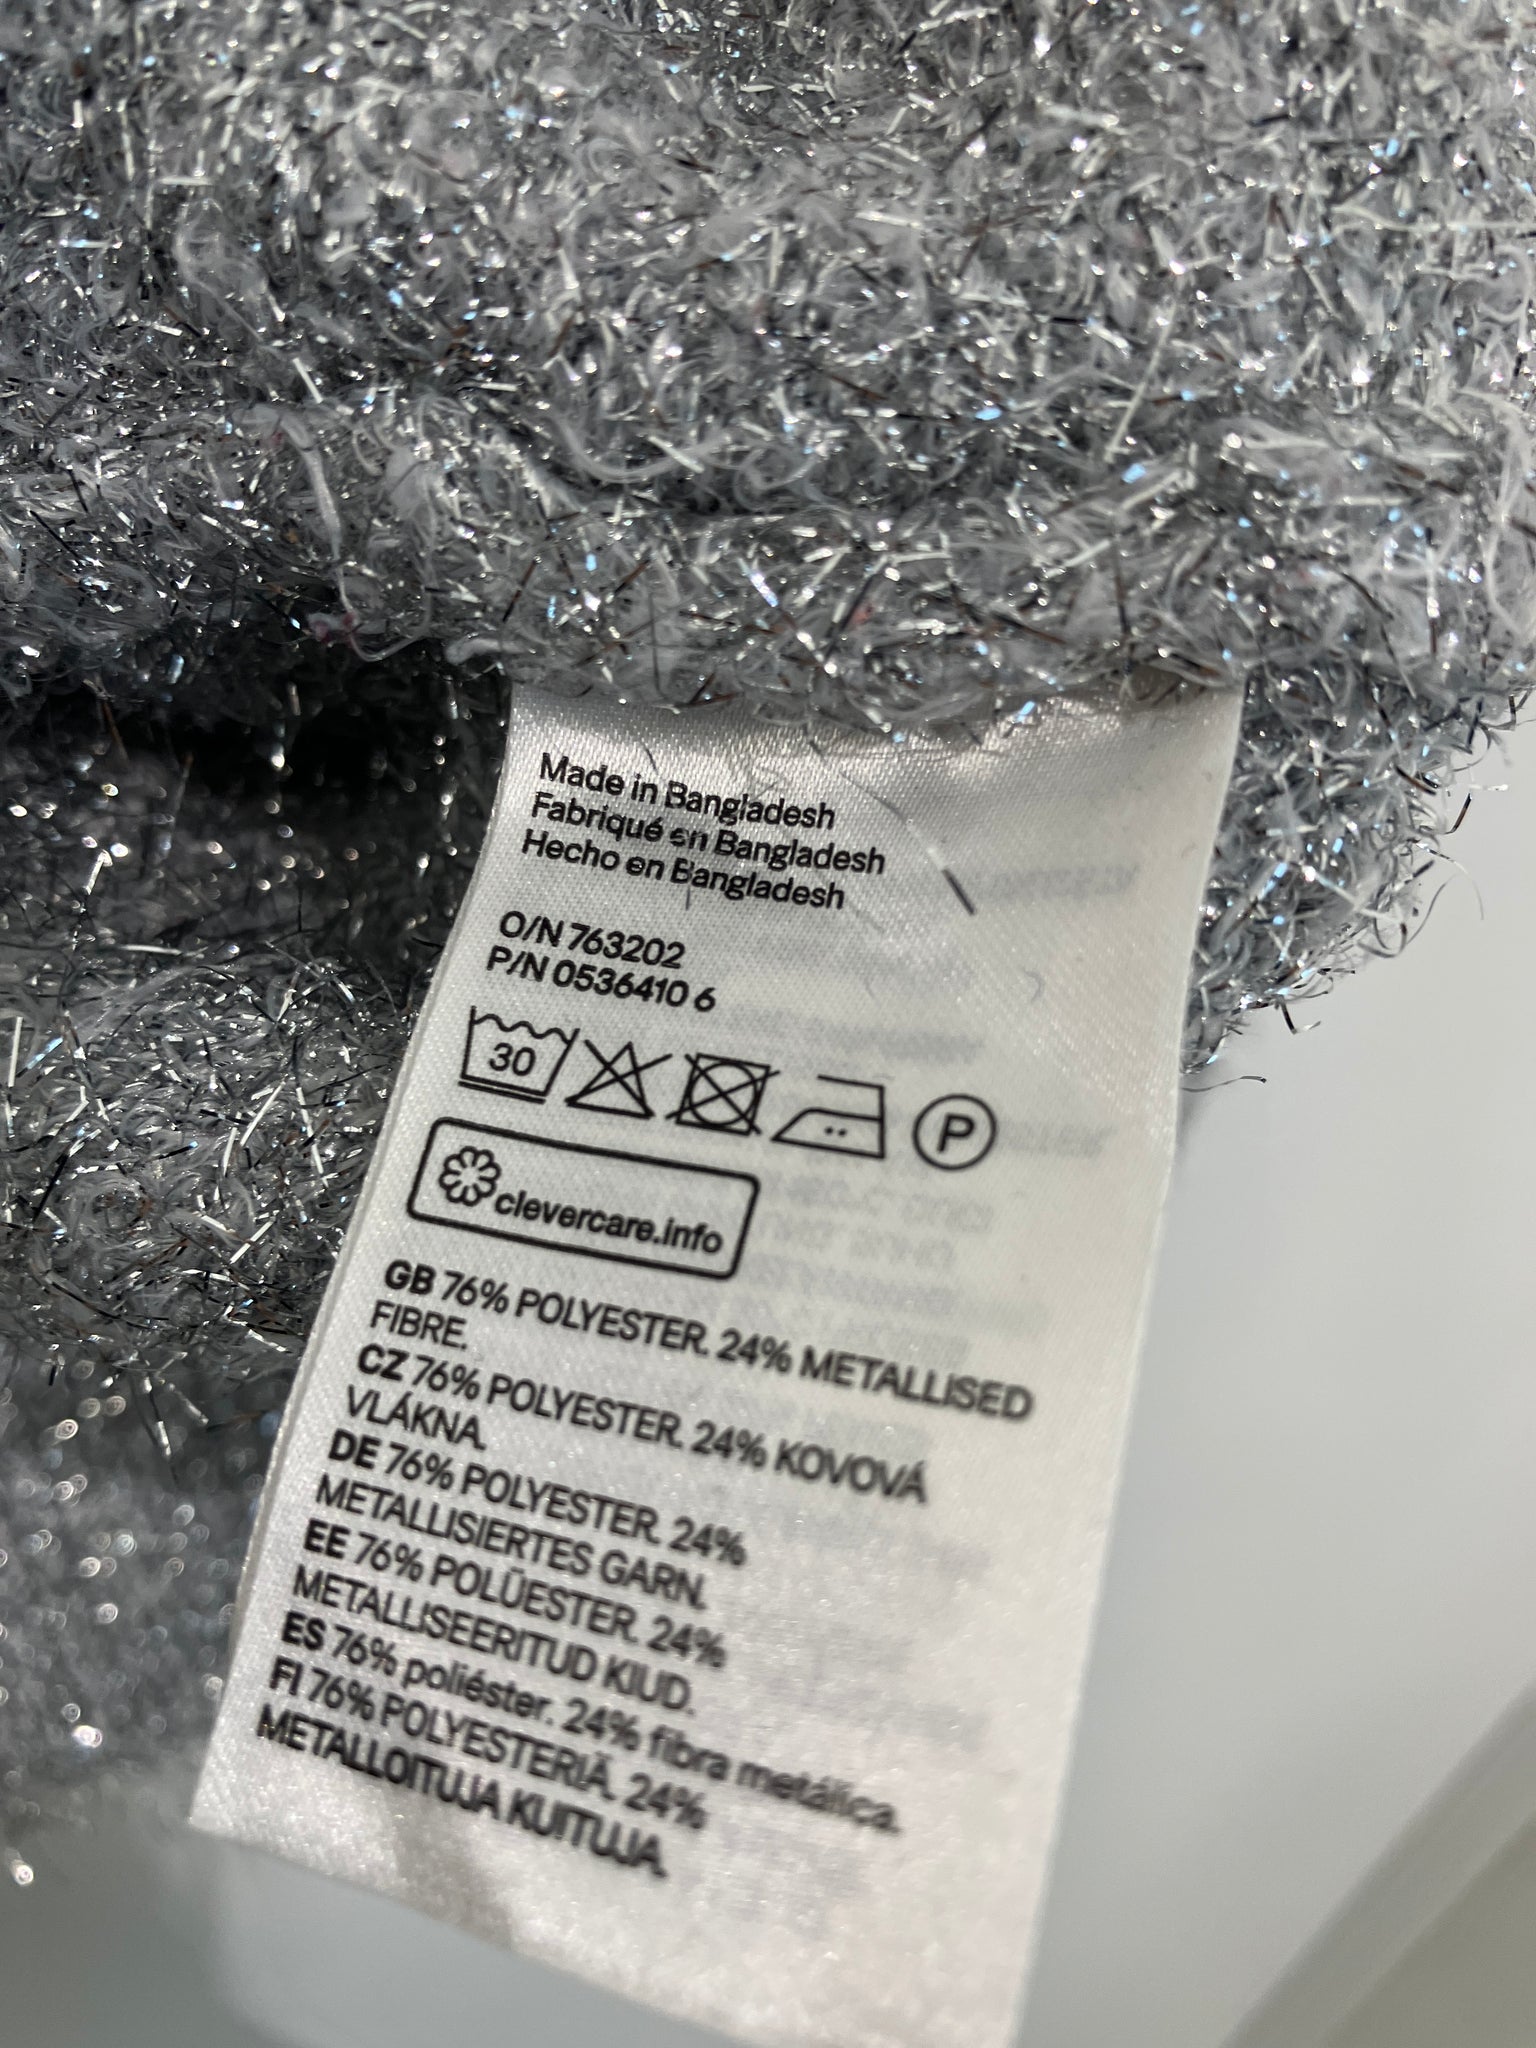 Made in Bangladesh
Fabriqué en Bangladesh
Hecho en Bangladesh
O/N 763202
P/N 0536410 6
30 P
clevercare.info
GB 76% POLYESTER. 24% METALLISED
FIBRE.
CZ 76% POLYESTER. 24% KOVOVÁ
VLÁKNA.
DE 76% POLYESTER. 24%
METALLISIERTES GARN.
EE 76% POLÜESTER. 24%
METALLISEERITUD KIUD.
ES 76% poliéster. 24% fibra metálica.
FI 76% POLYESTERIÄ. 24%
METALLOITUJA KUITUJA.